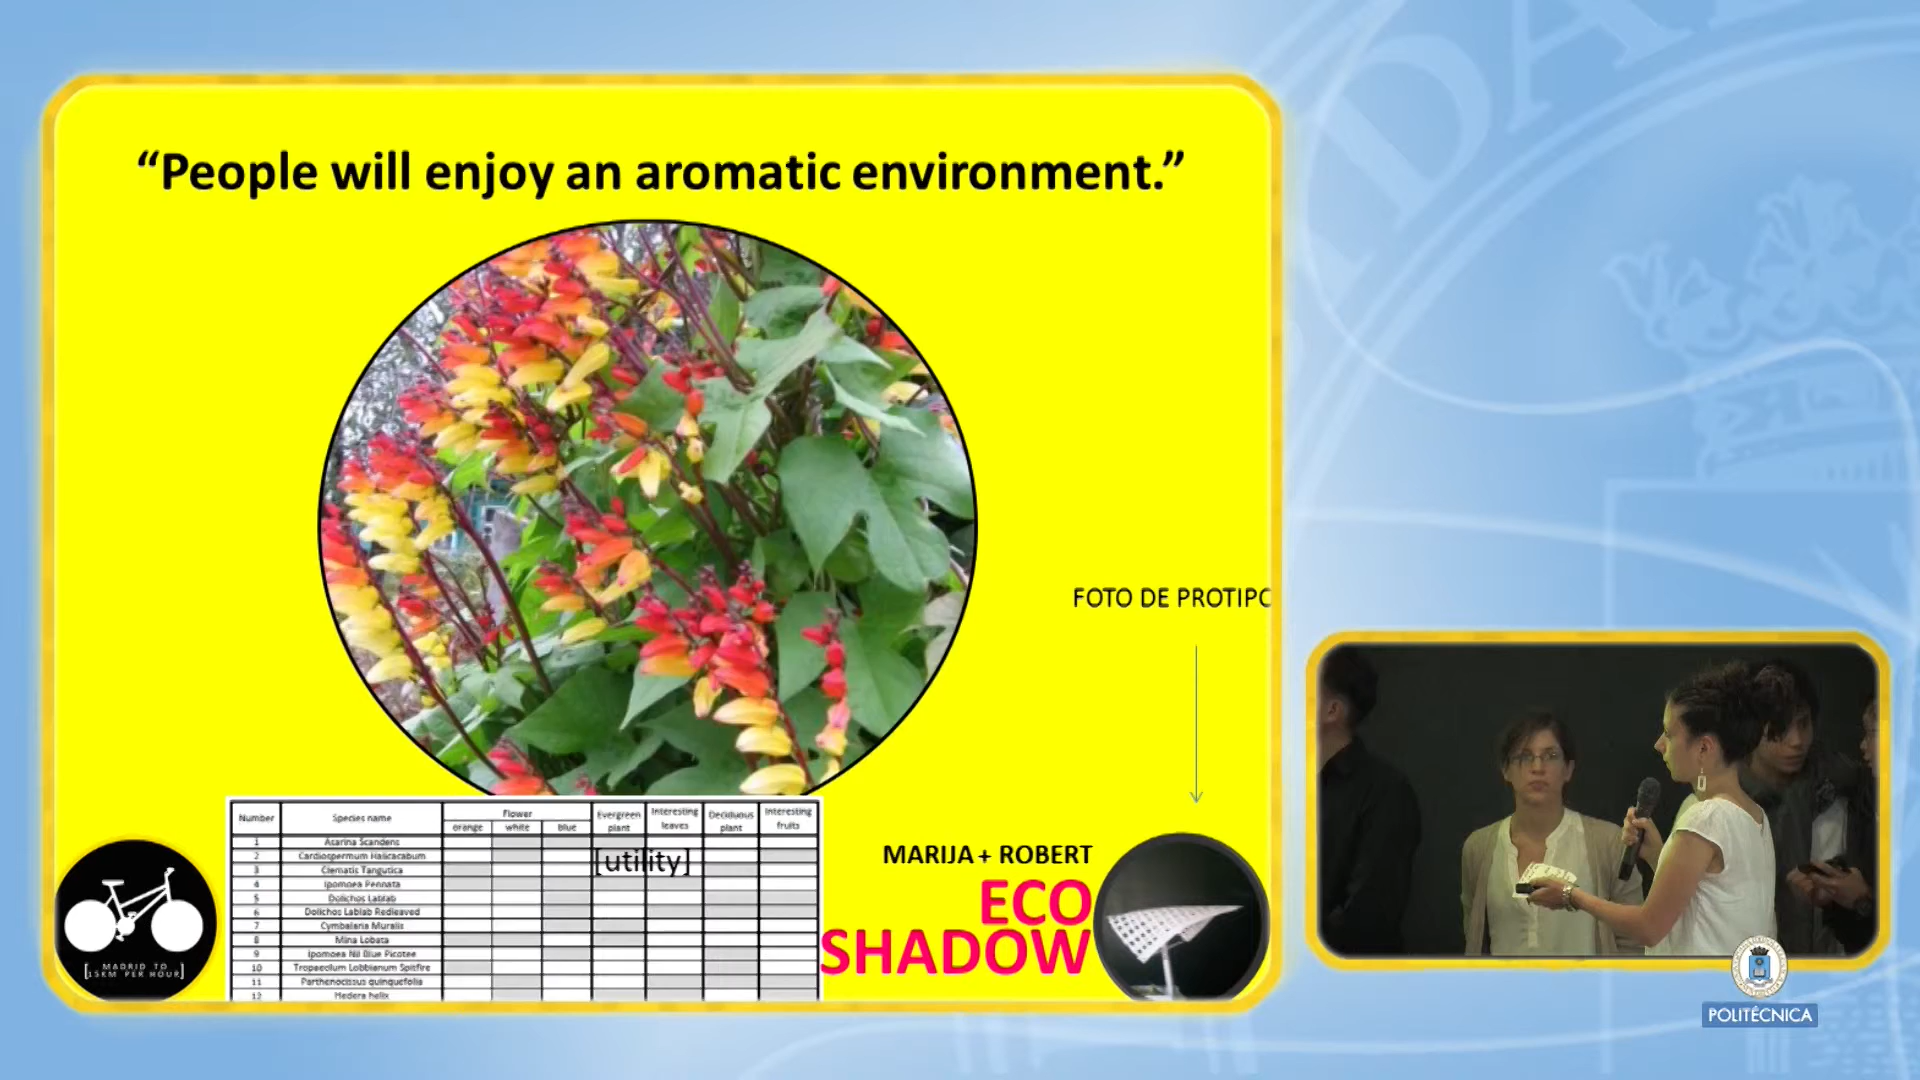 “People will enjoy an aromatic environment.”
FOTO DE PROTIPO
Number Species name Flower Evergreen plant Interesting leaves Deciduous plant Interesting fruits
orange white blue
1 Asarina Scandens
2 Cardiospermum Halicacabum
3 Clematis Tangutica
4 Ipomoea Pennata
5 Dolichos Lablab
6 Dolichos Lablab Redleaved
7 Cymbalaria Muralis
8 Mina Lobata
9 Ipomoea Nil Blue Picotee
10 Tropaeolum Lobbianum Spitfire
11 Parthenocissus quinquefolia
12 Hedera helix
[utility]
MARIJA + ROBERT
ECO
SHADOW
MADRID TO
[15KM PER HOUR]
POLITÉCNICA